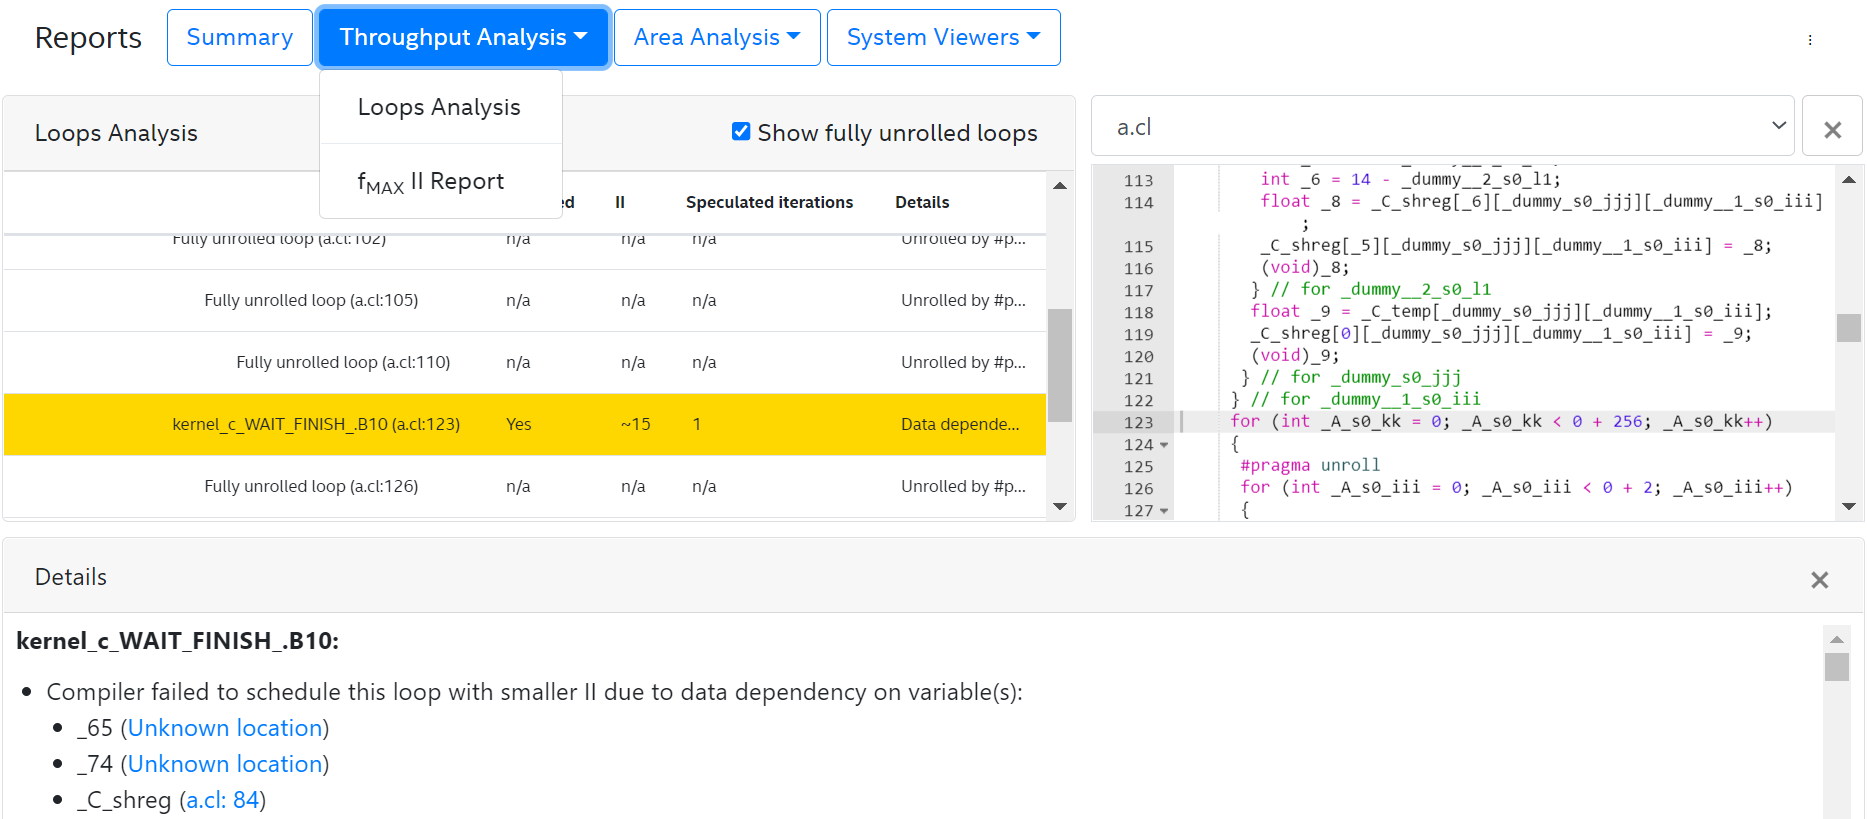 Reports
Summary
Throughput Analysis
Area Analysis
System Viewers
Loops Analysis
fMAX II Report
Loops Analysis
Show fully unrolled loops
ed II Speculated iterations Details
Fully unrolled loop (a.cl:102) n/a n/a n/a Unrolled by #p...
Fully unrolled loop (a.cl:105) n/a n/a n/a Unrolled by #p...
Fully unrolled loop (a.cl:110) n/a n/a n/a Unrolled by #p...
kernel_c_WAIT_FINISH_.B10 (a.cl:123) Yes ~15 1 Data depende...
Fully unrolled loop (a.cl:126) n/a n/a n/a Unrolled by #p...
a.cl
113 int _6 = 14 - _dummy__2_s0_l1;
114 float _8 = _C_shreg[_6][_dummy_s0_jjj][_dummy__1_s0_iii]
;
115 _C_shreg[_5][_dummy_s0_jjj][_dummy__1_s0_iii] = _8;
116 (void)_8;
117 } // for _dummy__2_s0_l1
118 float _9 = _C_temp[_dummy_s0_jjj][_dummy__1_s0_iii];
119 _C_shreg[0][_dummy_s0_jjj][_dummy__1_s0_iii] = _9;
120 (void)_9;
121 } // for _dummy_s0_jjj
122 } // for _dummy__1_s0_iii
123 for (int _A_s0_kk = 0; _A_s0_kk < 0 + 256; _A_s0_kk++)
124 {
125 #pragma unroll
126 for (int _A_s0_iii = 0; _A_s0_iii < 0 + 2; _A_s0_iii++)
127 {
Details
kernel_c_WAIT_FINISH_.B10:
• Compiler failed to schedule this loop with smaller II due to data dependency on variable(s):
• _65 (Unknown location)
• _74 (Unknown location)
• _C_shreg (a.cl: 84)